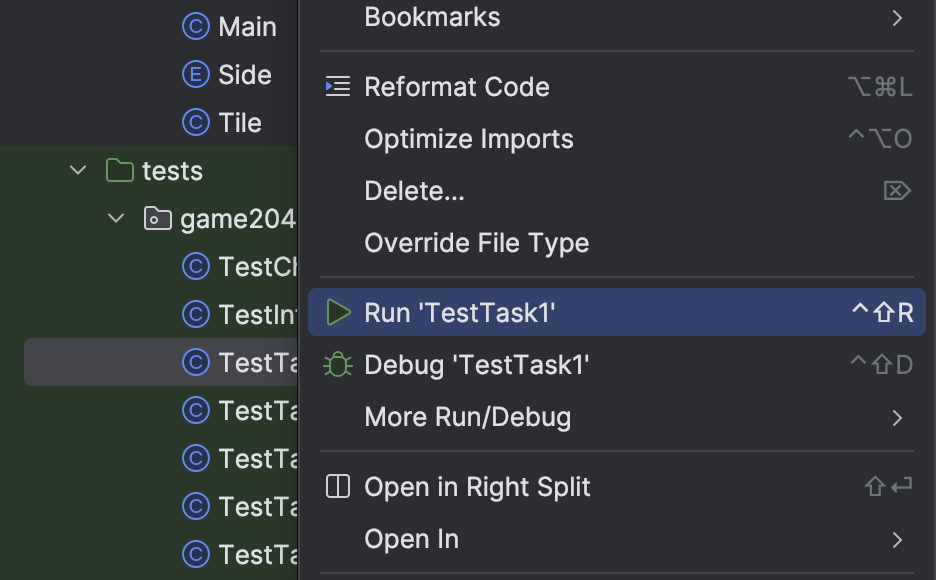 Main
Side
Tile
tests
game204
TestCh
TestInt
TestTa
TestTa
TestTa
TestTa
TestTa
Bookmarks
Reformat Code ⌥⌘L
Optimize Imports ^⌥O
Delete... ⌦
Override File Type
Run 'TestTask1' ^⇧R
Debug 'TestTask1' ^⇧D
More Run/Debug
Open in Right Split ⇧⏎
Open In